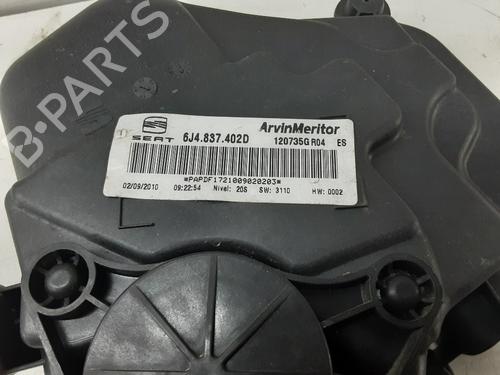 B-PARTS
SEAT 6J4.837.402D ArvinMeritor
120735G R04 ES
*PAPDF1721009020203*
02/09/2010 09:22:54 Nivel: 20S SW: 3110 HW: 0002